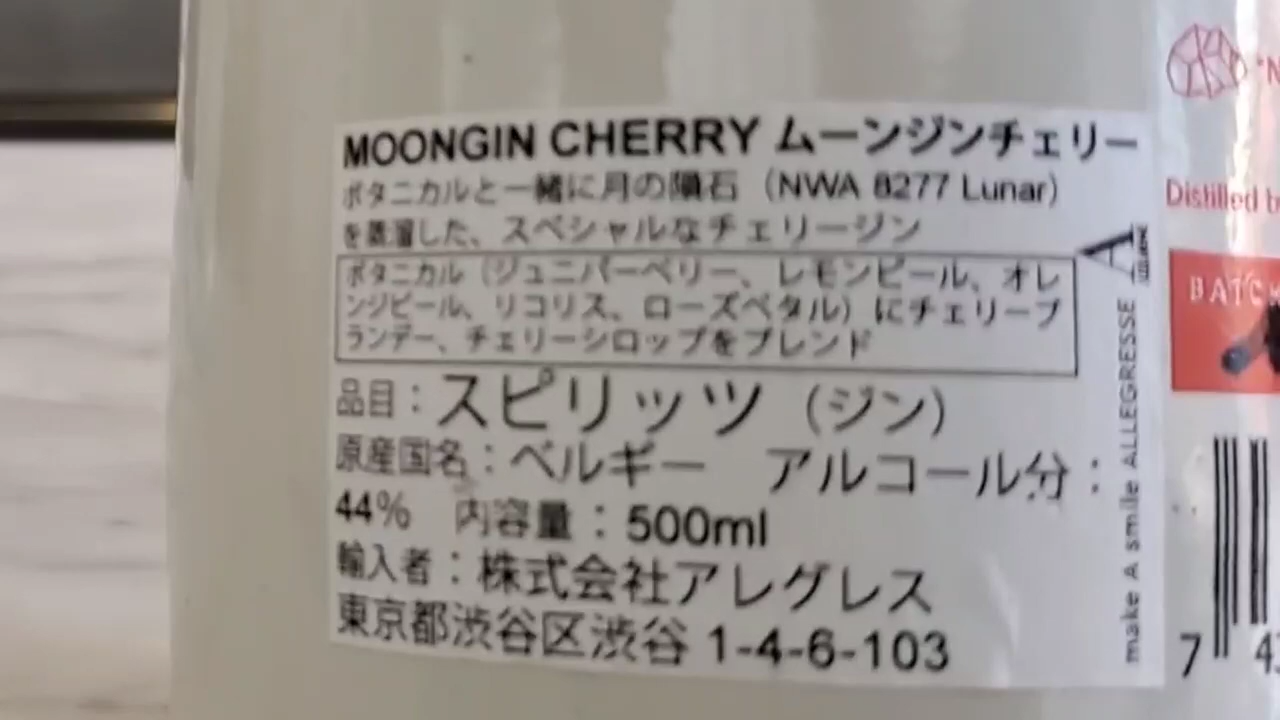 MOONGIN CHERRY ムーンジンチェリー
ボタニカルと一緒に月の隕石（NWA 8277 Lunar）
を蒸溜した、スペシャルなチェリージン
ボタニカル（ジュニパーベリー、レモンピール、オレ
ンジピール、リコリス、ローズペタル）にチェリーブ
ランデー、チェリーシロップをブレンド
品目：スピリッツ（ジン）
原産国名：ベルギー　アルコール分：
44%　内容量：500ml
輸入者：株式会社アレグレス
東京都渋谷区渋谷 1-4-6-103
A
make A smile ALLEGRESSE
Distilled b
BATCH
7 4